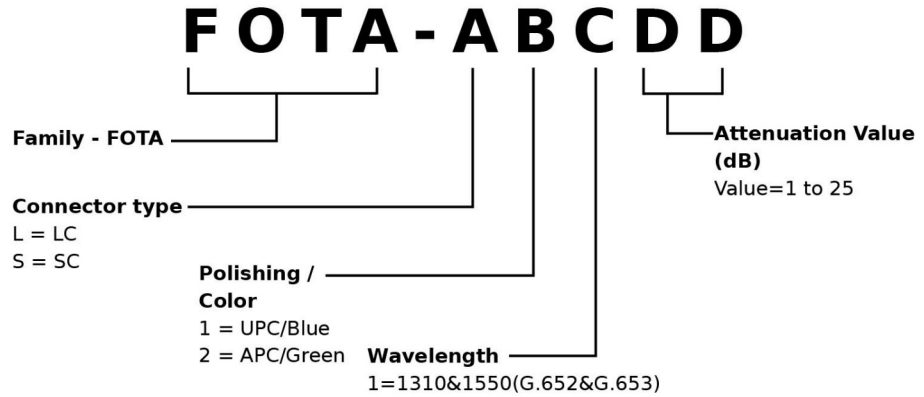 FOTA-ABCDD
Family - FOTA
Attenuation Value
(dB)
Value=1 to 25
Connector type
L = LC
S = SC
Polishing /
Color
1 = UPC/Blue
2 = APC/Green
Wavelength
1=1310&1550(G.652&G.653)